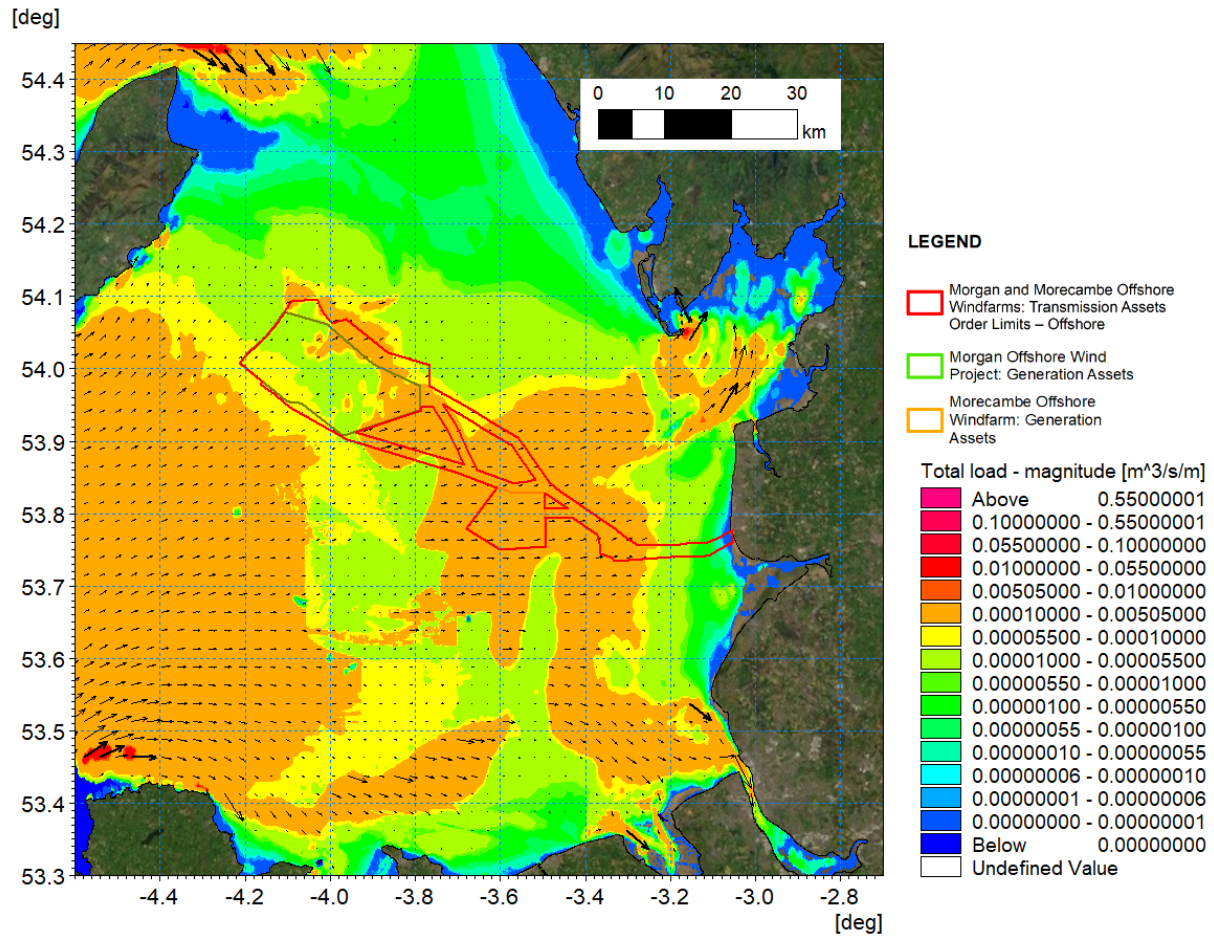 [deg]
54.4
54.3
54.2
54.1
54.0
53.9
53.8
53.7
53.6
53.5
53.4
53.3
-4.4
-4.2
-4.0
-3.8
-3.6
-3.4
-3.2
-3.0
-2.8
[deg]
0 10 20 30
km
LEGEND
Morgan and Morecambe Offshore
Windfarms: Transmission Assets
Order Limits – Offshore
Morgan Offshore Wind
Project: Generation Assets
Morecambe Offshore
Windfarm: Generation
Assets
Total load - magnitude [m^3/s/m]
Above 0.55000001
0.10000000 - 0.55000001
0.05500000 - 0.10000000
0.01000000 - 0.05500000
0.00505000 - 0.01000000
0.00010000 - 0.00505000
0.00005500 - 0.00010000
0.00001000 - 0.00005500
0.00000550 - 0.00001000
0.00000100 - 0.00000550
0.00000055 - 0.00000100
0.00000010 - 0.00000055
0.00000006 - 0.00000010
0.00000001 - 0.00000006
0.00000000 - 0.00000001
Below 0.00000000
Undefined Value